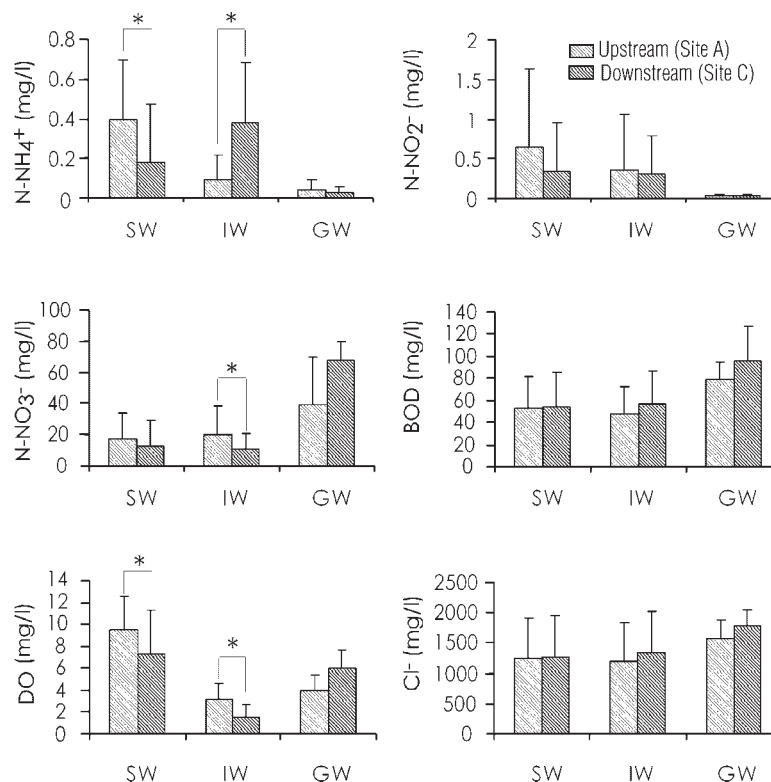 N-NH4+ (mg/l)
0.8
0.6
0.4
0.2
0
*
*
SW
IW
GW
N-NO2- (mg/l)
2
1.5
1
0.5
0
Upstream (Site A)
Downstream (Site C)
SW
IW
GW
N-NO3- (mg/l)
100
80
60
40
20
0
*
SW
IW
GW
BOD (mg/l)
140
120
100
80
60
40
20
0
SW
IW
GW
DO (mg/l)
14
12
10
8
6
4
2
0
*
*
SW
IW
GW
Cl- (mg/l)
2500
2000
1500
1000
500
0
SW
IW
GW